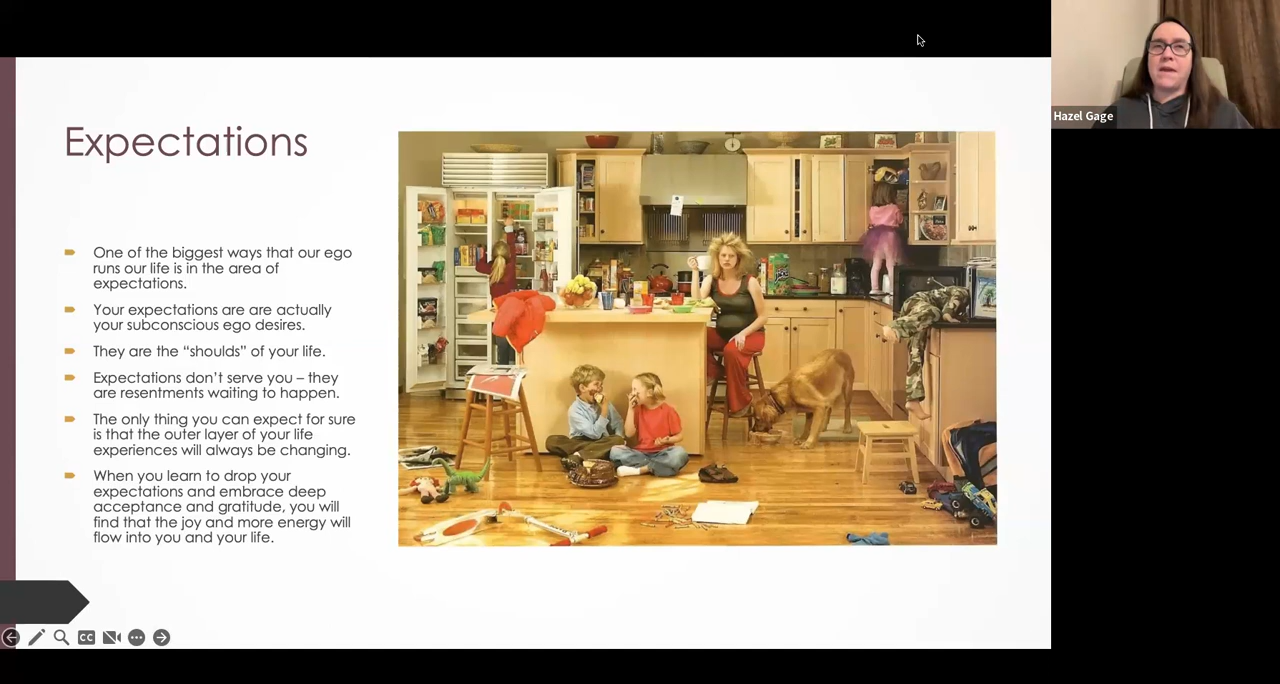 Hazel Gage
Expectations
One of the biggest ways that our ego
runs our life is in the area of
expectations.
Your expectations are are actually
your subconscious ego desires.
They are the “shoulds” of your life.
Expectations don’t serve you – they
are resentments waiting to happen.
The only thing you can expect for sure
is that the outer layer of your life
experiences will always be changing.
When you learn to drop your
expectations and embrace deep
acceptance and gratitude, you will
find that the joy and more energy will
flow into you and your life.
CC